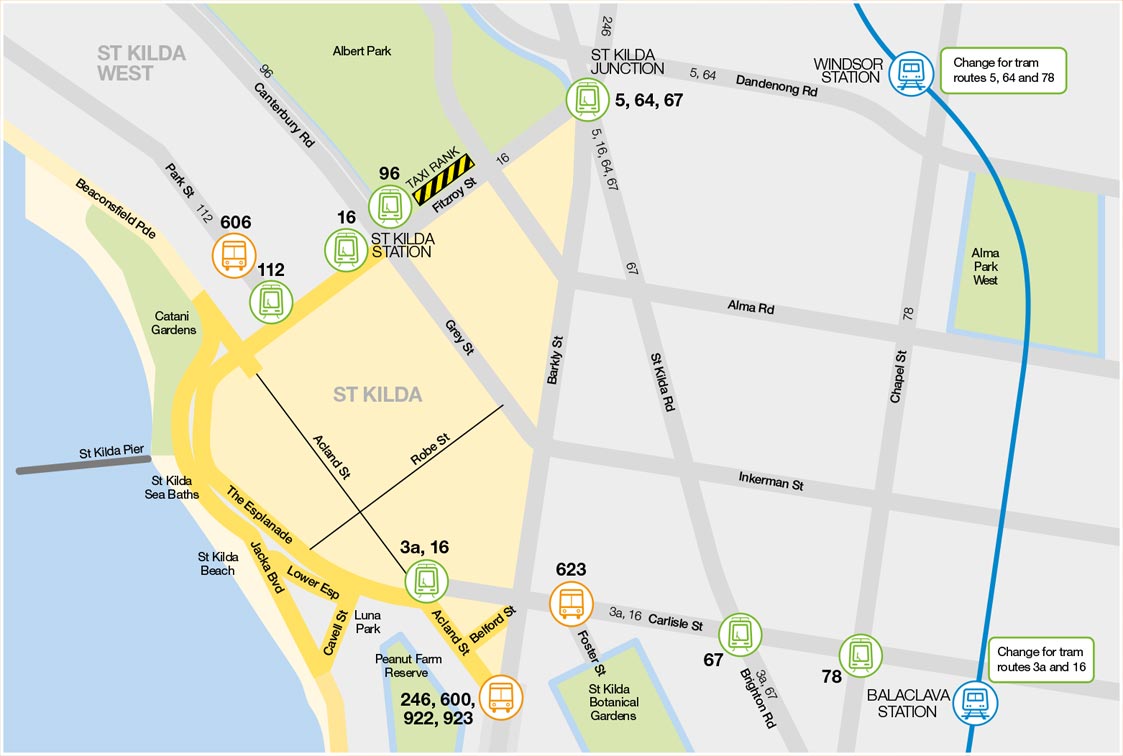 ST KILDA
WEST
Albert Park
246
ST KILDA
JUNCTION
5, 64, 67
5, 64
Dandenong Rd
WINDSOR
STATION
Change for tram
routes 5, 64 and 78
96
Canterbury Rd
TAXI RANK
16
Fitzroy St
5, 16, 64, 67
96
16
ST KILDA
STATION
Park St
112
Beaconsfield Pde
606
112
Catani
Gardens
67
Alma Rd
78
Alma
Park
West
Grey St
Barkly St
St Kilda Rd
Chapel St
ST KILDA
Acland St
Robe St
St Kilda Pier
St Kilda
Sea Baths
The Esplanade
Inkerman St
St Kilda
Beach
Jacka Bvd
Lower Esp
Cavell St
Luna
Park
3a, 16
Acland St
Belford St
623
3a, 16
Carlisle St
67
78
Foster St
3a, 67
Brighton Rd
Peanut Farm
Reserve
246, 600,
922, 923
St Kilda
Botanical
Gardens
BALACLAVA
STATION
Change for tram
routes 3a and 16